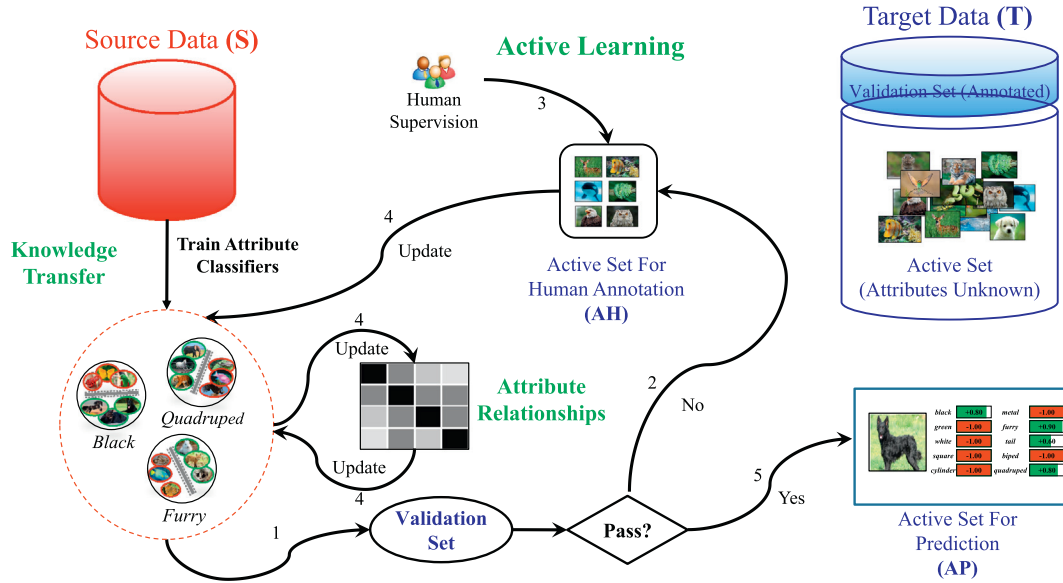 Source Data (S)
Active Learning
Target Data (T)
Human
Supervision
3
Validation Set (Annotated)
4
Update
Knowledge
Transfer
Train Attribute
Classifiers
Active Set For
Human Annotation
(AH)
Active Set
(Attributes Unknown)
4
Update
Black
Quadruped
Furry
Attribute
Relationships
Update
4
2
No
1
Validation
Set
Pass?
5
Yes
black +0.80 metal -1.00
green -1.00 furry +0.90
white -1.00 tail +0.60
square -1.00 biped -1.00
cylinder -1.00 quadruped +0.80
Active Set For
Prediction
(AP)